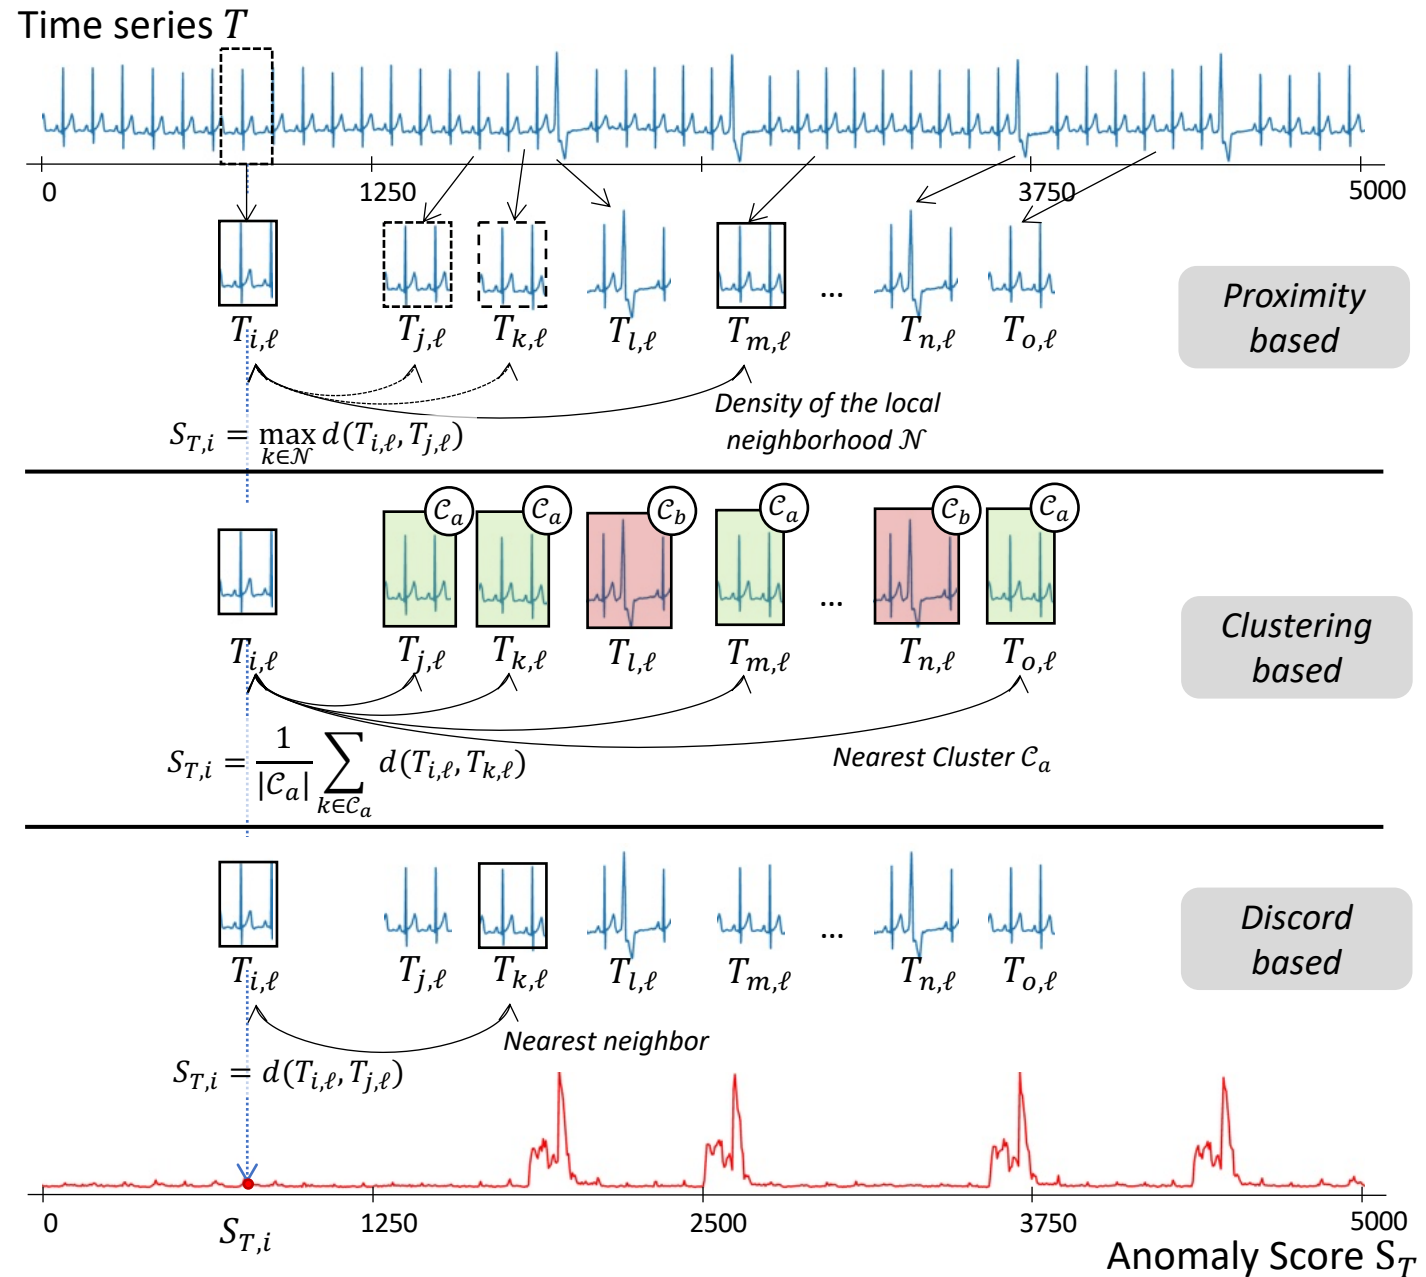 Time series T
0 1250 3750 5000
T_{i,ℓ} T_{j,ℓ} T_{k,ℓ} T_{l,ℓ} T_{m,ℓ} ... T_{n,ℓ} T_{o,ℓ}
Proximity
based
Density of the local
neighborhood 𝒩
S_{T,i} = max_{k∈𝒩} d(T_{i,ℓ}, T_{j,ℓ})
𝒞_a 𝒞_a 𝒞_b 𝒞_a 𝒞_b 𝒞_a
...
T_{i,ℓ} T_{j,ℓ} T_{k,ℓ} T_{l,ℓ} T_{m,ℓ} T_{n,ℓ} T_{o,ℓ}
Clustering
based
S_{T,i} = \frac{1}{|𝒞_a|} ∑_{k∈𝒞_a} d(T_{i,ℓ}, T_{k,ℓ})
Nearest Cluster 𝒞_a
...
T_{i,ℓ} T_{j,ℓ} T_{k,ℓ} T_{l,ℓ} T_{m,ℓ} T_{n,ℓ} T_{o,ℓ}
Discord
based
Nearest neighbor
S_{T,i} = d(T_{i,ℓ}, T_{j,ℓ})
0 1250 2500 3750 5000
S_{T,i}
Anomaly Score S_T